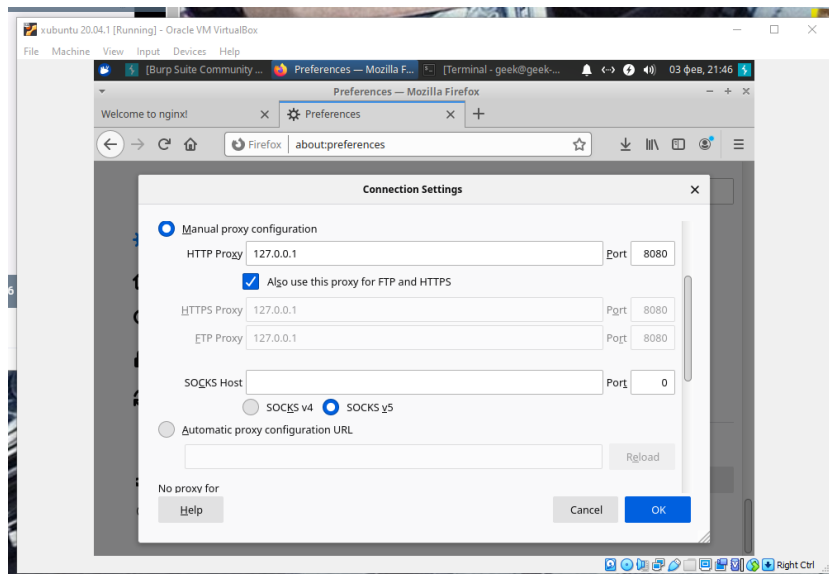 xubuntu 20.04.1 [Running] - Oracle VM VirtualBox
File Machine View Input Devices Help
[Burp Suite Community ... Preferences — Mozilla F... [Terminal - geek@geek-... 03 фев, 21:46
Preferences — Mozilla Firefox
Welcome to nginx! Preferences
Firefox about:preferences
Connection Settings
Manual proxy configuration
HTTP Proxy 127.0.0.1 Port 8080
Also use this proxy for FTP and HTTPS
HTTPS Proxy 127.0.0.1 Port 8080
FTP Proxy 127.0.0.1 Port 8080
SOCKS Host Port 0
SOCKS v4 SOCKS v5
Automatic proxy configuration URL
Reload
No proxy for
Help Cancel OK
Right Ctrl